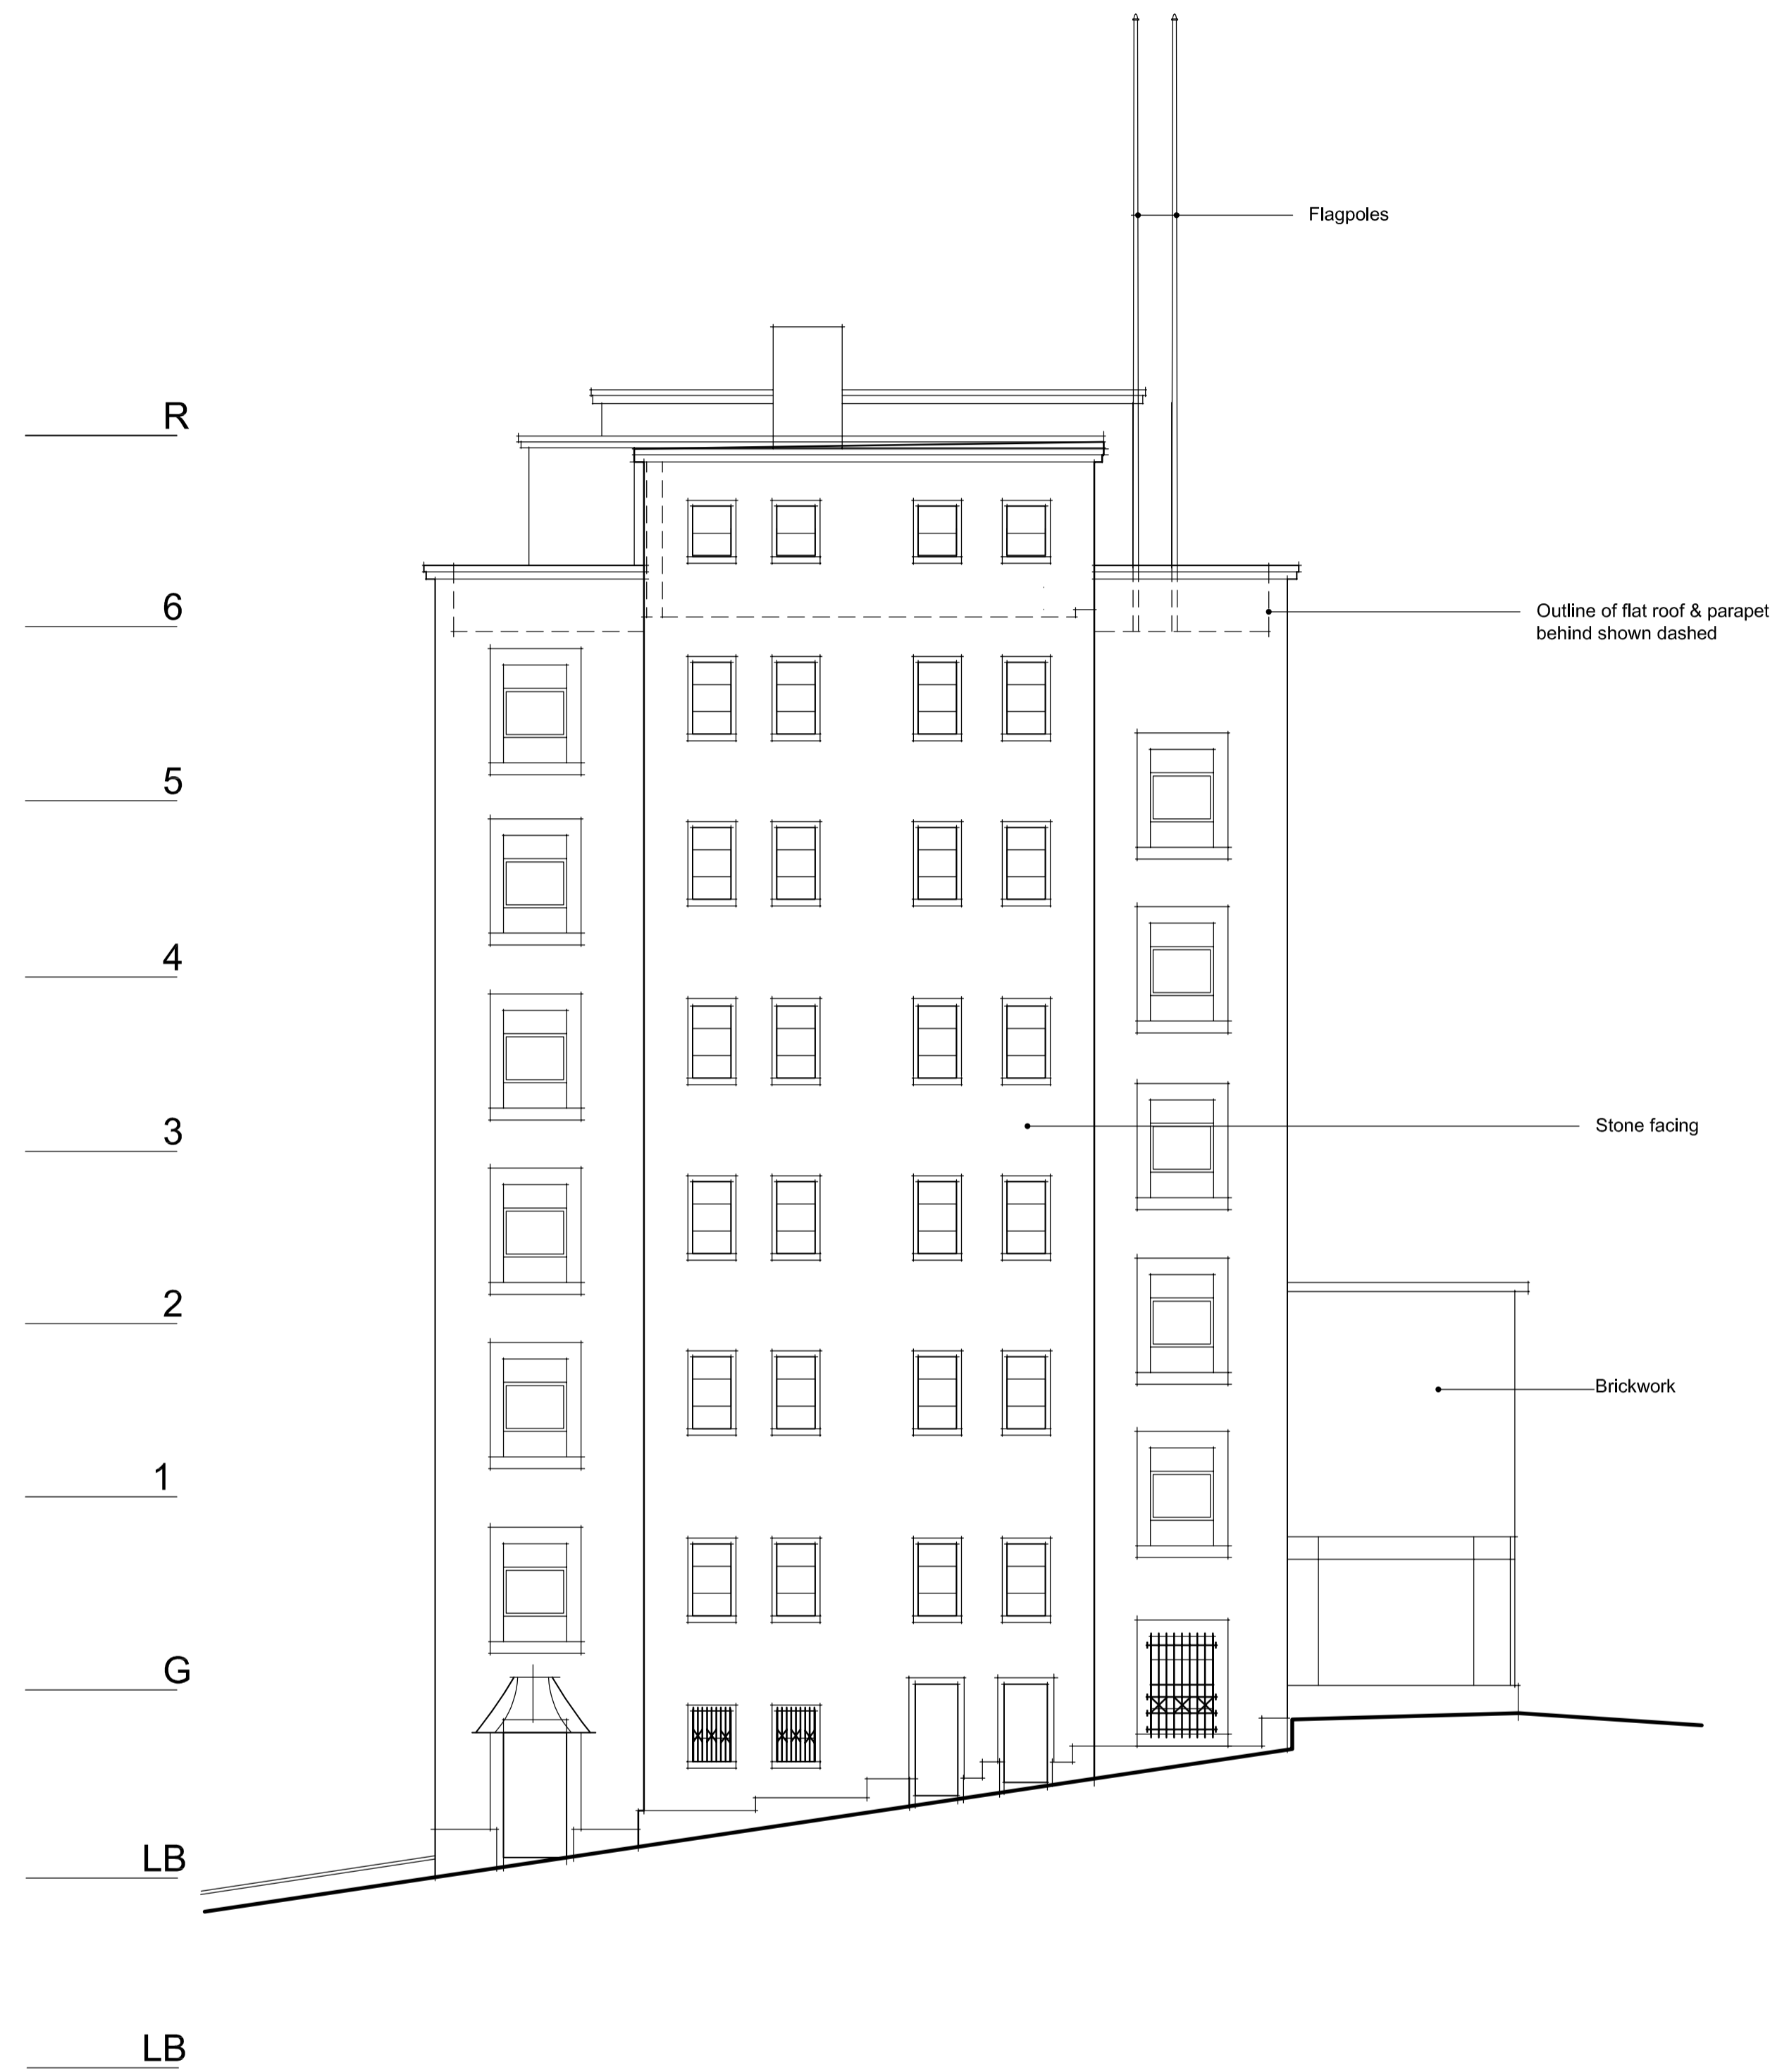 Flagpoles
R
6
Outline of flat roof & parapet
behind shown dashed
5
4
3
Stone facing
2
Brickwork
1
G
LB
LB